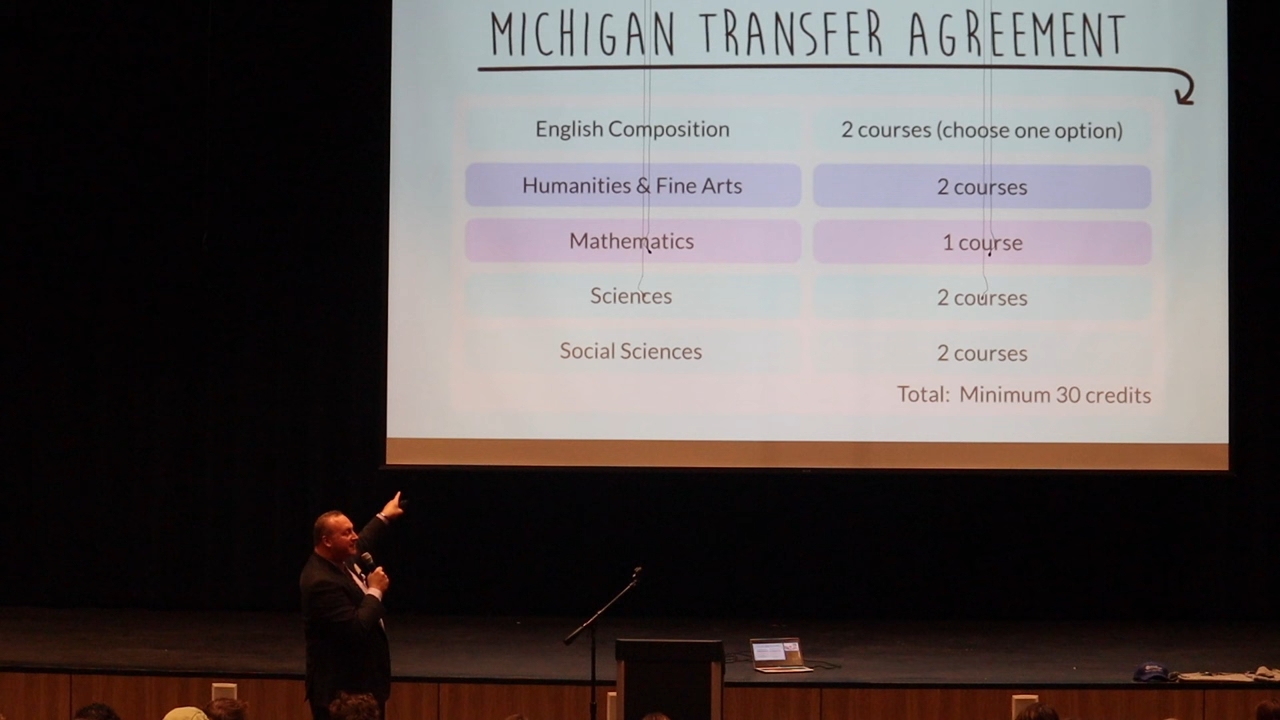 MICHIGAN TRANSFER AGREEMENT
English Composition 2 courses (choose one option)
Humanities & Fine Arts 2 courses
Mathematics 1 course
Sciences 2 courses
Social Sciences 2 courses
Total: Minimum 30 credits